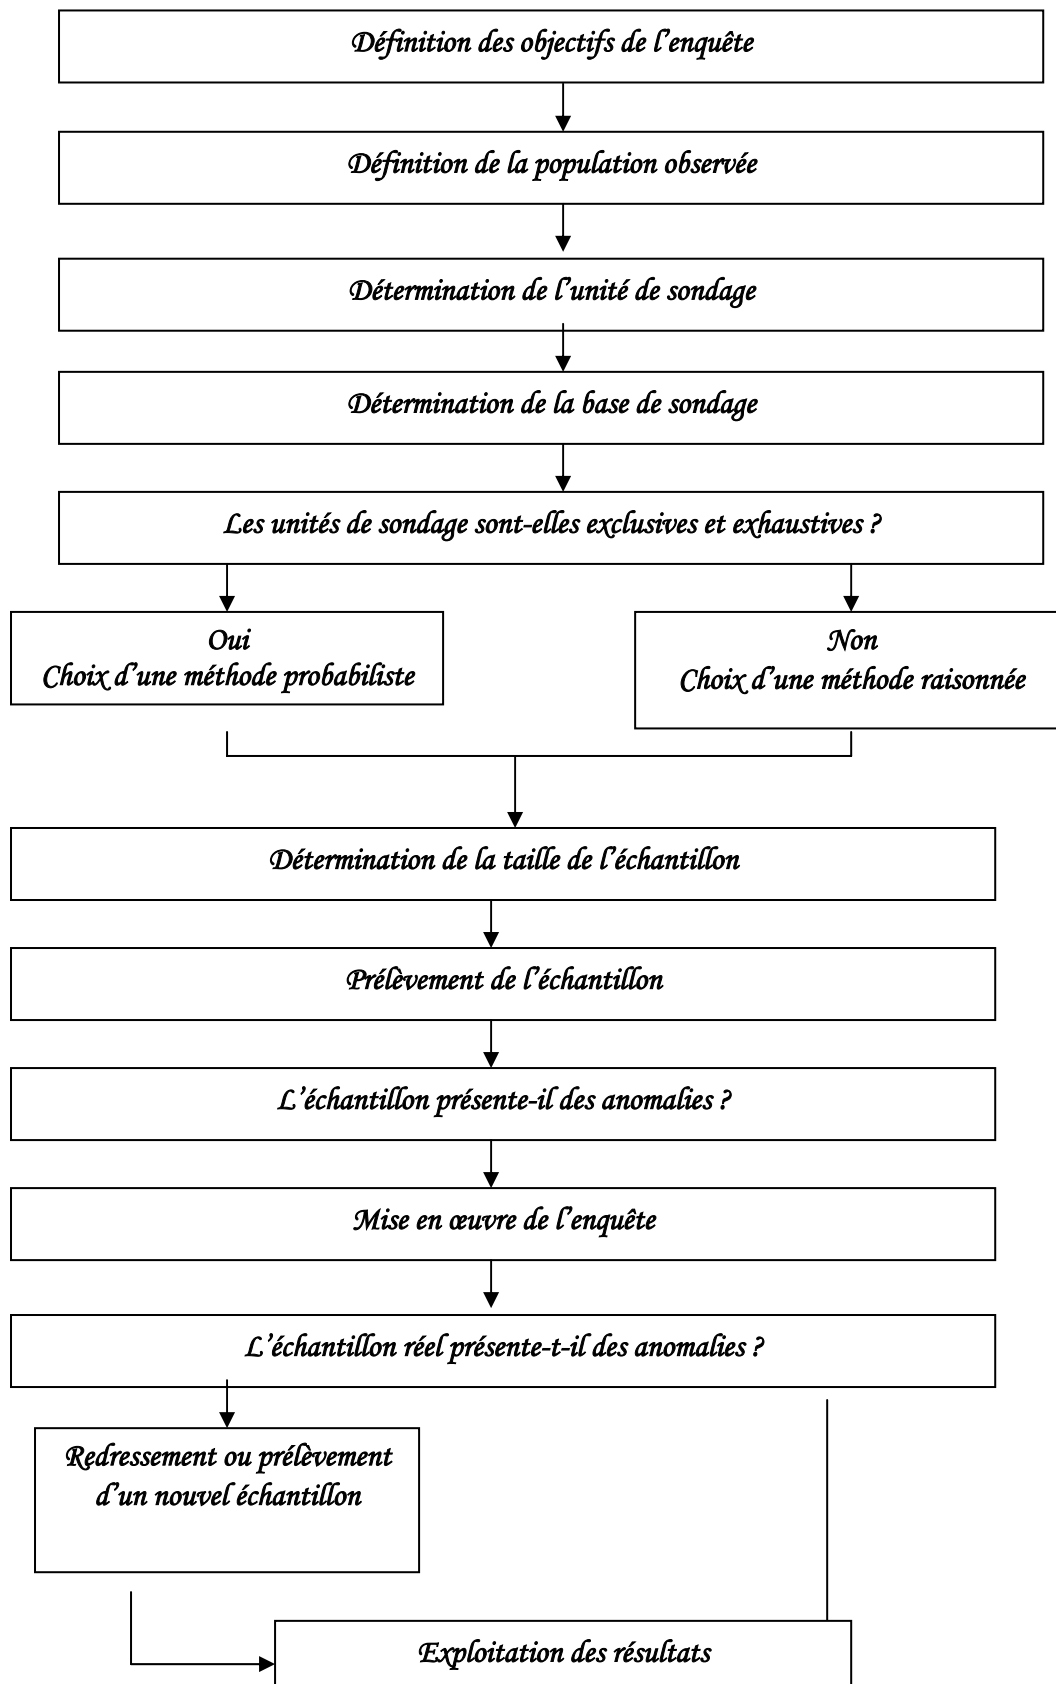 Définition des objectifs de l'enquête
Définition de la population observée
Détermination de l'unité de sondage
Détermination de la base de sondage
Les unités de sondage sont-elles exclusives et exhaustives ?
Oui
Choix d'une méthode probabiliste
Non
Choix d'une méthode raisonnée
Détermination de la taille de l'échantillon
Prélèvement de l'échantillon
L'échantillon présente-il des anomalies ?
Mise en œuvre de l'enquête
L'échantillon réel présente-t-il des anomalies ?
Redressement ou prélèvement
d'un nouvel échantillon
Exploitation des résultats